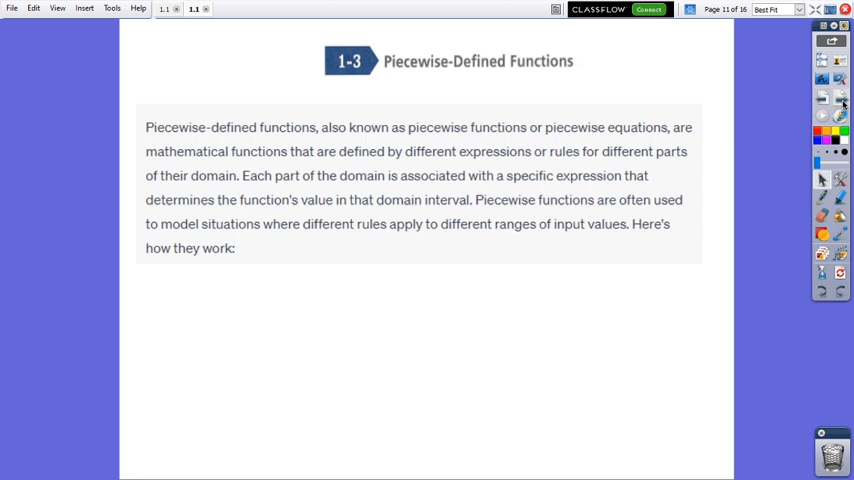 File Edit View Insert Tools Help 1.1 1.1 CLASSFLOW Connect Page 11 of 16 Best Fit
1-3 Piecewise-Defined Functions
Piecewise-defined functions, also known as piecewise functions or piecewise equations, are
mathematical functions that are defined by different expressions or rules for different parts
of their domain. Each part of the domain is associated with a specific expression that
determines the function's value in that domain interval. Piecewise functions are often used
to model situations where different rules apply to different ranges of input values. Here's
how they work: